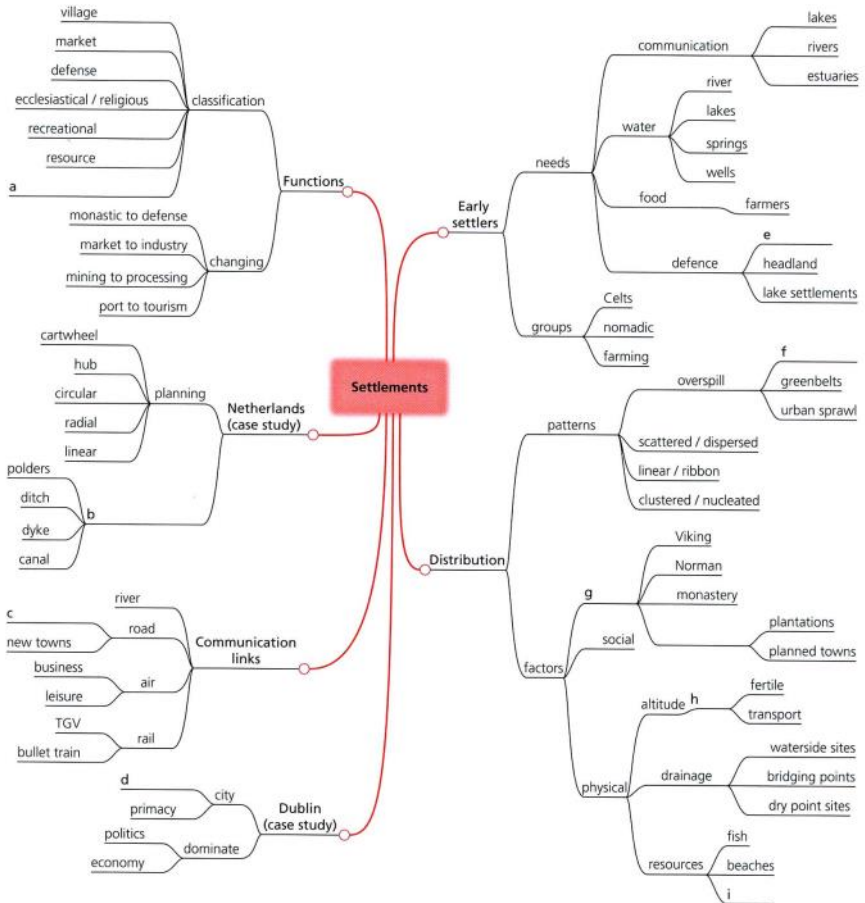 village
market
defense
ecclesiastical / religious
recreational
resource
a
classification
Functions
monastic to defense
market to industry
mining to processing
port to tourism
changing
cartwheel
hub
circular
radial
linear
planning
Netherlands
(case study)
polders
ditch
dyke
canal
b
river
c
new towns
road
Communication
links
business
leisure
air
TGV
bullet train
rail
d
primacy
city
Dublin
(case study)
politics
economy
dominate
Settlements
Early
settlers
needs
communication
lakes
rivers
estuaries
water
river
lakes
springs
wells
food
farmers
defence
e
headland
lake settlements
groups
Celts
nomadic
farming
Distribution
patterns
overspill
f
greenbelts
urban sprawl
scattered / dispersed
linear / ribbon
clustered / nucleated
factors
g
Viking
Norman
monastery
plantations
planned towns
social
physical
altitude
h
fertile
transport
drainage
waterside sites
bridging points
dry point sites
resources
fish
beaches
i